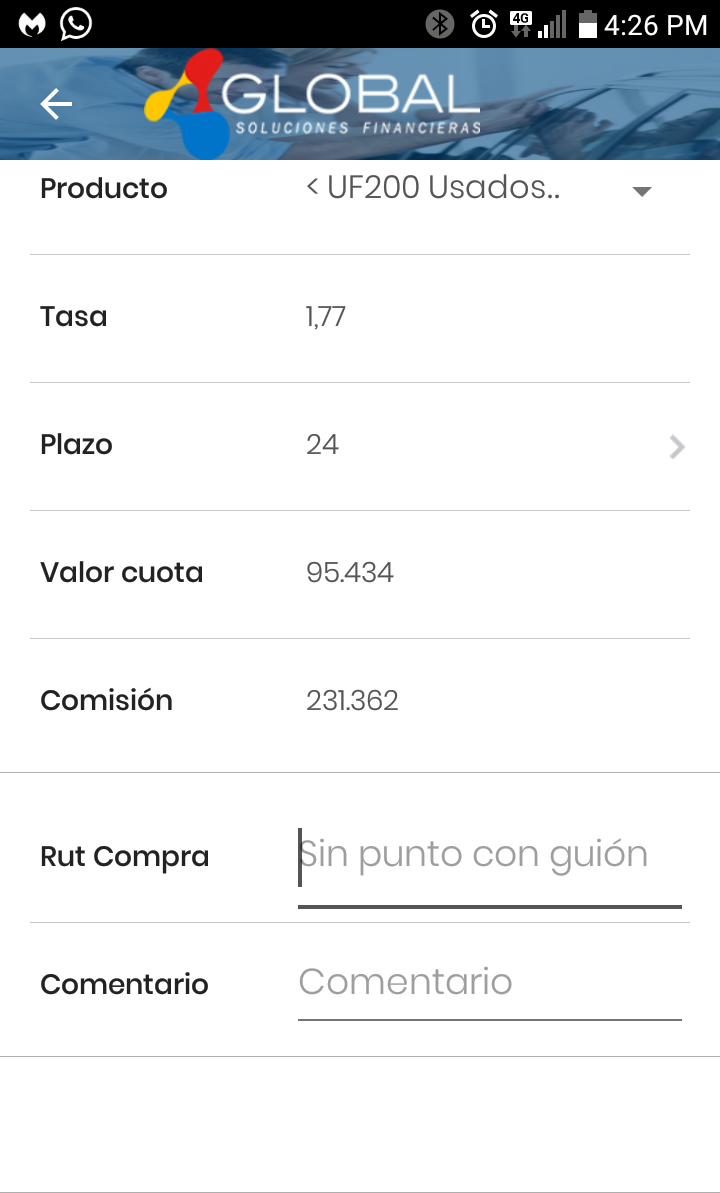 4G 4:26 PM
GLOBAL
SOLUCIONES FINANCIERAS
Producto < UF200 Usados..
Tasa 1,77
Plazo 24
Valor cuota 95.434
Comisión 231.362
Rut Compra Sin punto con guión
Comentario Comentario